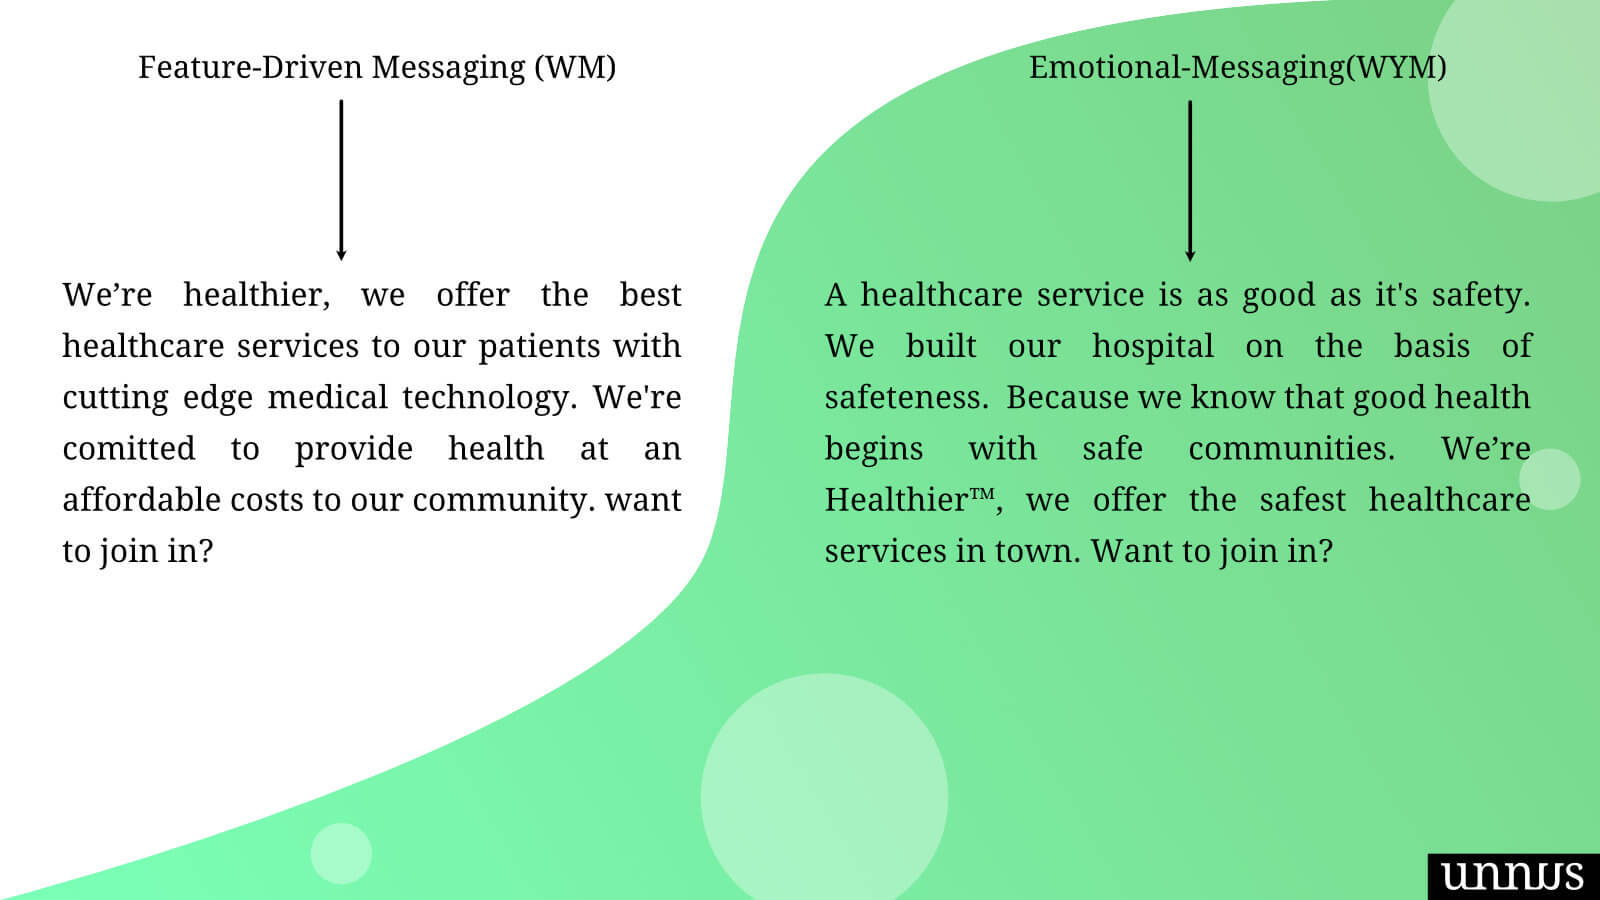 Feature-Driven Messaging (WM)
We’re healthier, we offer the best
healthcare services to our patients with
cutting edge medical technology. We're
comitted to provide health at an
affordable costs to our community. want
to join in?
Emotional-Messaging(WYM)
A healthcare service is as good as it's safety.
We built our hospital on the basis of
safeteness. Because we know that good health
begins with safe communities. We’re
Healthier™, we offer the safest healthcare
services in town. Want to join in?
unnus